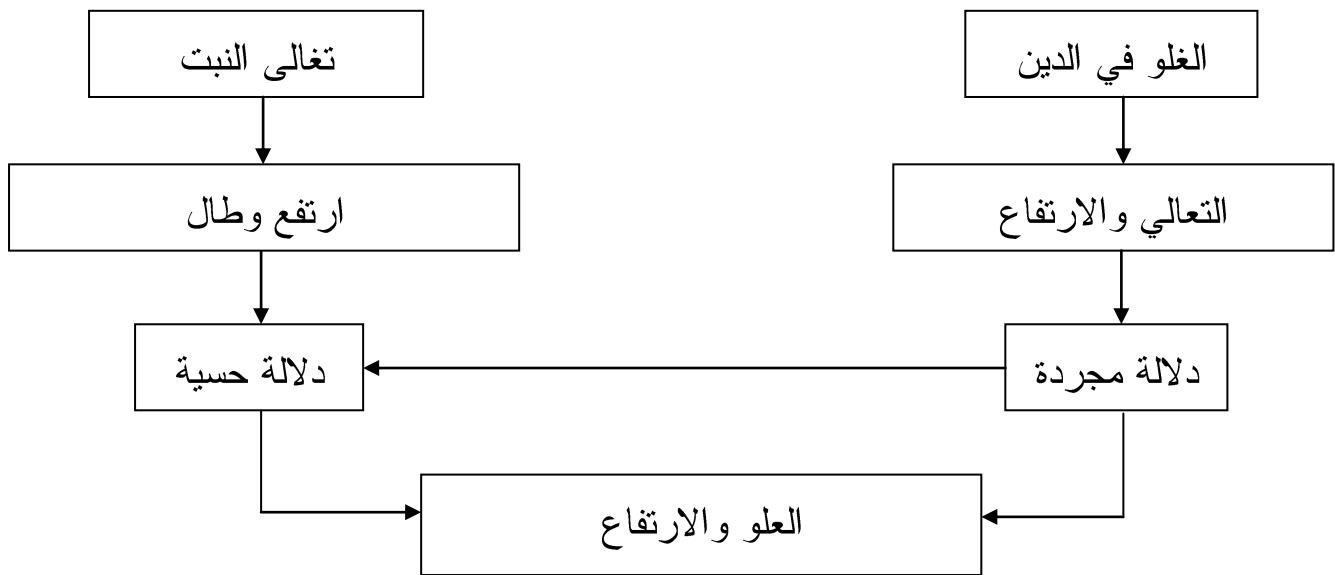 الغلو في الدين
تغالى النبت
التعالي والارتفاع
ارتفع وطال
دلالة مجردة
دلالة حسية
العلو والارتفاع